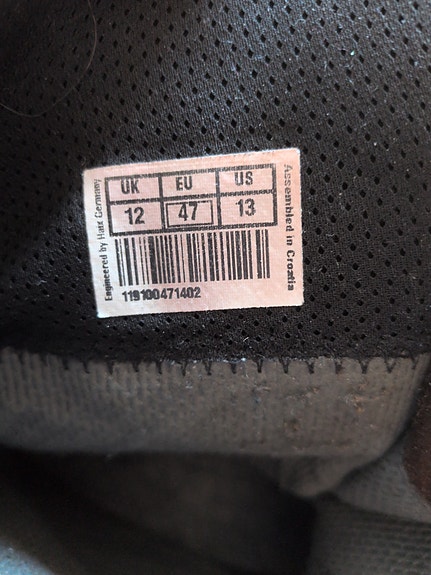 Engineered by Haix Germany
UK EU US
12 47 13
119100471402
Assembled in Croatia